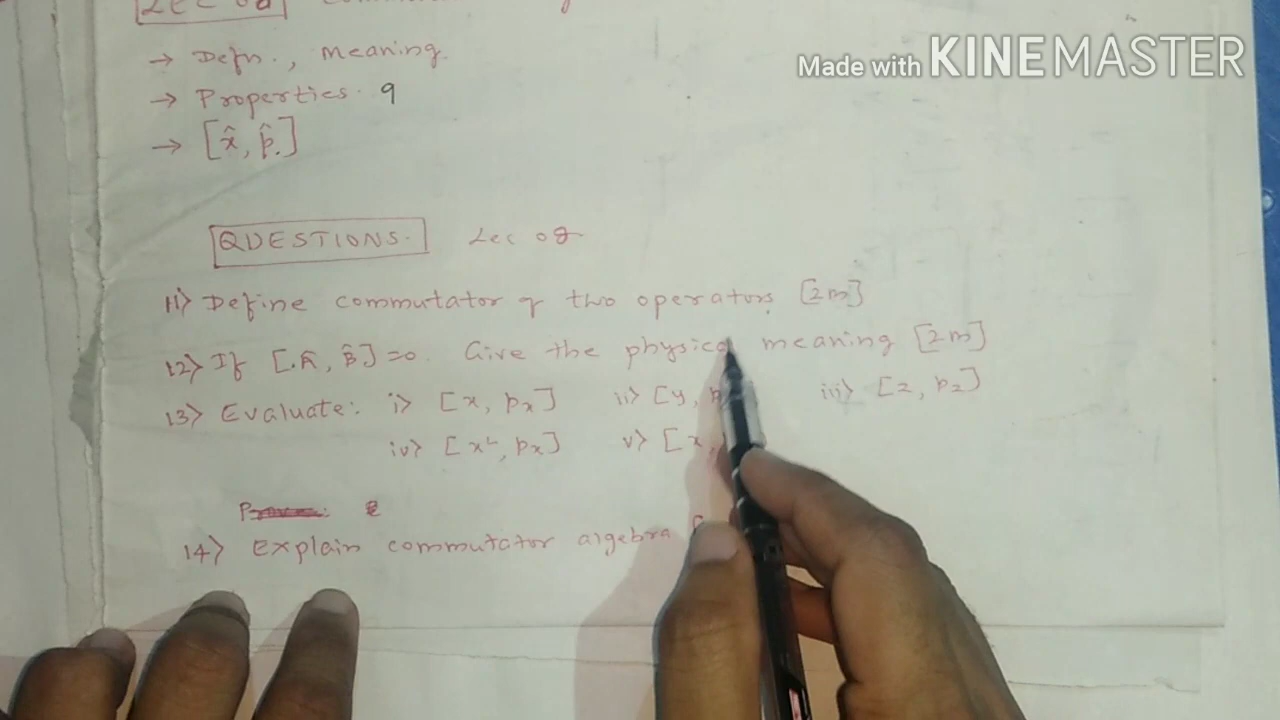 Made with KINEMASTER
→ Defn., Meaning.
→ Properties. 9
→ [x̂, p̂.]
QUESTIONS. Lec 08
11) Define commutator of two operators. [2m]
12) If [Â, B̂]=0. Give the physical meaning [2m]
13) Evaluate: i) [x, px] ii) [y, p iii) [z, pz]
iv) [x², px] v) [x,
14) Explain commutator algebra [